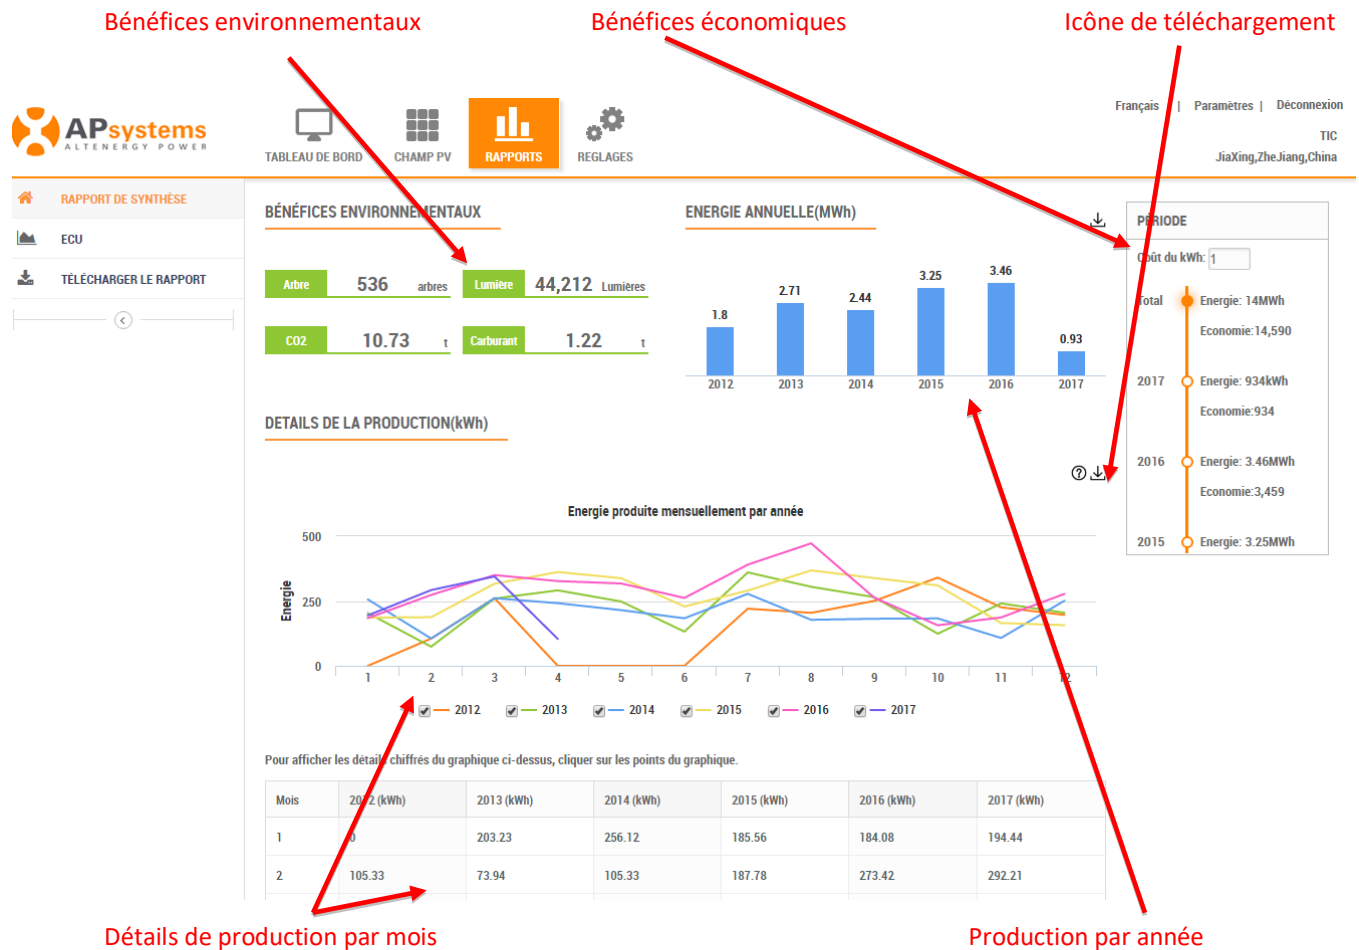 Bénéfices environnementaux
Bénéfices économiques
Icône de téléchargement
Français | Paramètres | Déconnexion
TIC
JiaXing,ZheJiang,China
APsystems
ALTENERGY POWER
TABLEAU DE BORD
CHAMP PV
RAPPORTS
REGLAGES
RAPPORT DE SYNTHÈSE
ECU
TÉLÉCHARGER LE RAPPORT
BÉNÉFICES ENVIRONNEMENTAUX
Arbre 536 arbres
Lumière 44,212 Lumières
CO2 10.73 t
Carburant 1.22 t
ENERGIE ANNUELLE(MWh)
1.8 2.71 2.44 3.25 3.46 0.93
2012 2013 2014 2015 2016 2017
PÉRIODE
Coût du kWh: 1
Total Energie: 14MWh
Economie:14,590
2017 Energie: 934kWh
Economie:934
2016 Energie: 3.46MWh
Economie:3,459
2015 Energie: 3.25MWh
DETAILS DE LA PRODUCTION(kWh)
Energie produite mensuellement par année
Energie
500
250
0
1 2 3 4 5 6 7 8 9 10 11 12
2012 2013 2014 2015 2016 2017
Pour afficher les détails chiffrés du graphique ci-dessus, cliquer sur les points du graphique.
Mois 2012 (kWh) 2013 (kWh) 2014 (kWh) 2015 (kWh) 2016 (kWh) 2017 (kWh)
1 0 203.23 256.12 185.56 184.08 194.44
2 105.33 73.94 105.33 187.78 273.42 292.21
Détails de production par mois
Production par année